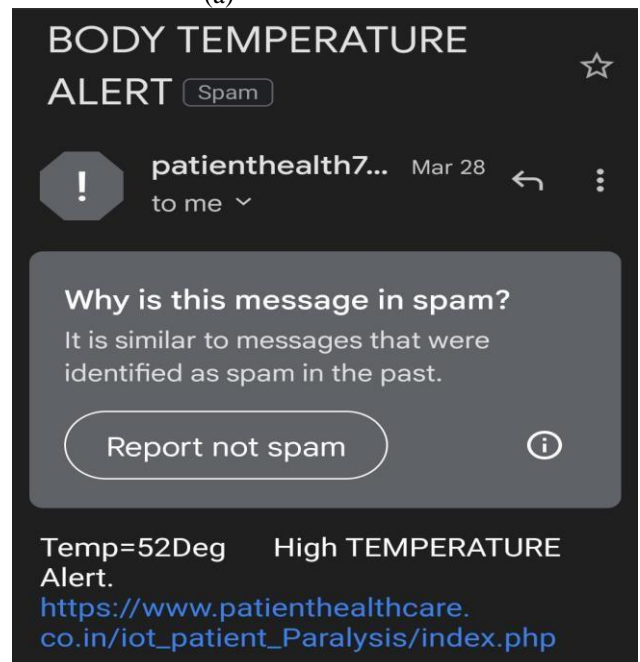 (a)
BODY TEMPERATURE
ALERT Spam
patienthealth7... Mar 28
to me
Why is this message in spam?
It is similar to messages that were
identified as spam in the past.
Report not spam
Temp=52Deg High TEMPERATURE
Alert.
https://www.patienthealthcare.
co.in/iot_patient_Paralysis/index.php